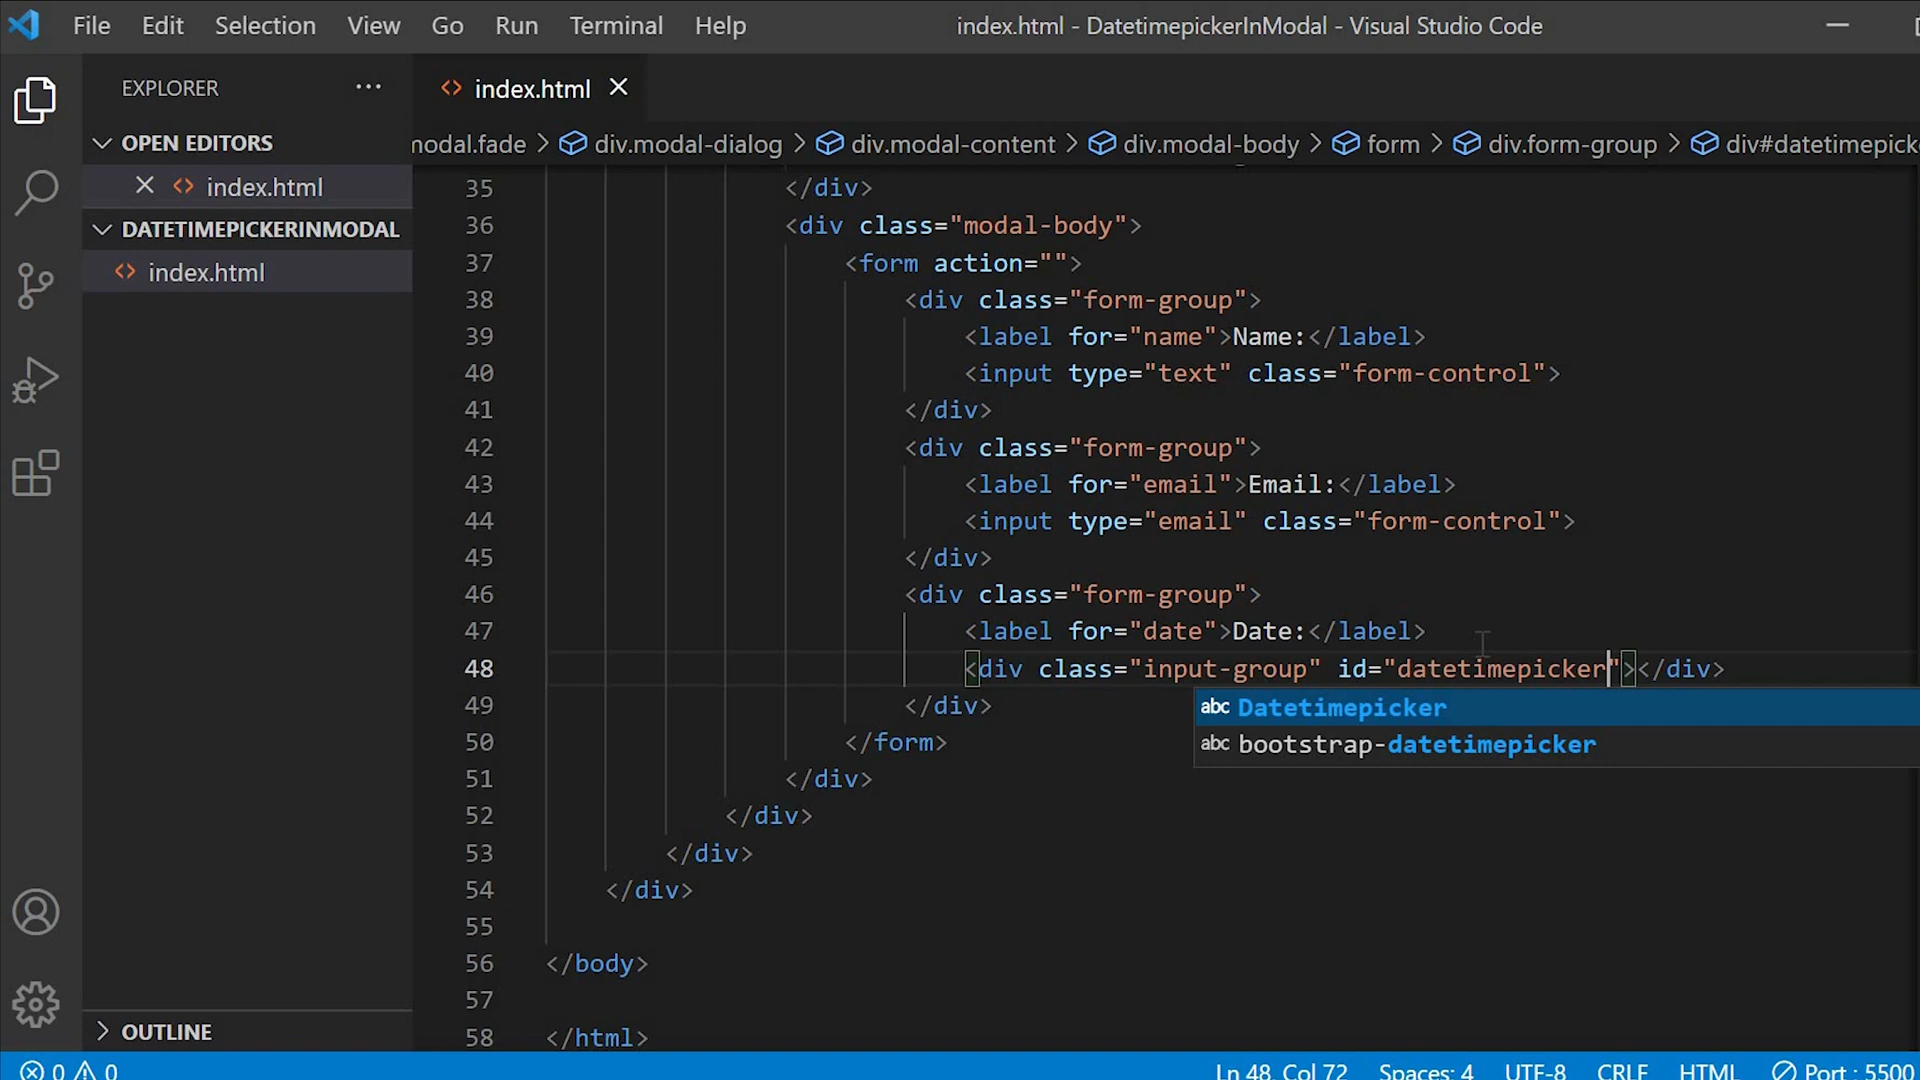 File Edit Selection View Go Run Terminal Help index.html - DatetimepickerInModal - Visual Studio Code
EXPLORER ···
OPEN EDITORS
index.html
DATETIMEPICKERINMODAL
index.html
OUTLINE
index.html
modal.fade > div.modal-dialog > div.modal-content > div.modal-body > form > div.form-group > div#datetimepicke
35 </div>
36 <div class="modal-body">
37 <form action="">
38 <div class="form-group">
39 <label for="name">Name:</label>
40 <input type="text" class="form-control">
41 </div>
42 <div class="form-group">
43 <label for="email">Email:</label>
44 <input type="email" class="form-control">
45 </div>
46 <div class="form-group">
47 <label for="date">Date:</label>
48 <div class="input-group" id="datetimepicker"></div>
abc Datetimepicker
abc bootstrap-datetimepicker
49 </div>
50 </form>
51 </div>
52 </div>
53 </div>
54 </div>
55
56 </body>
57
58 </html>
0 0 Ln 48, Col 72 Spaces: 4 UTF-8 CRLF HTML Port : 5500